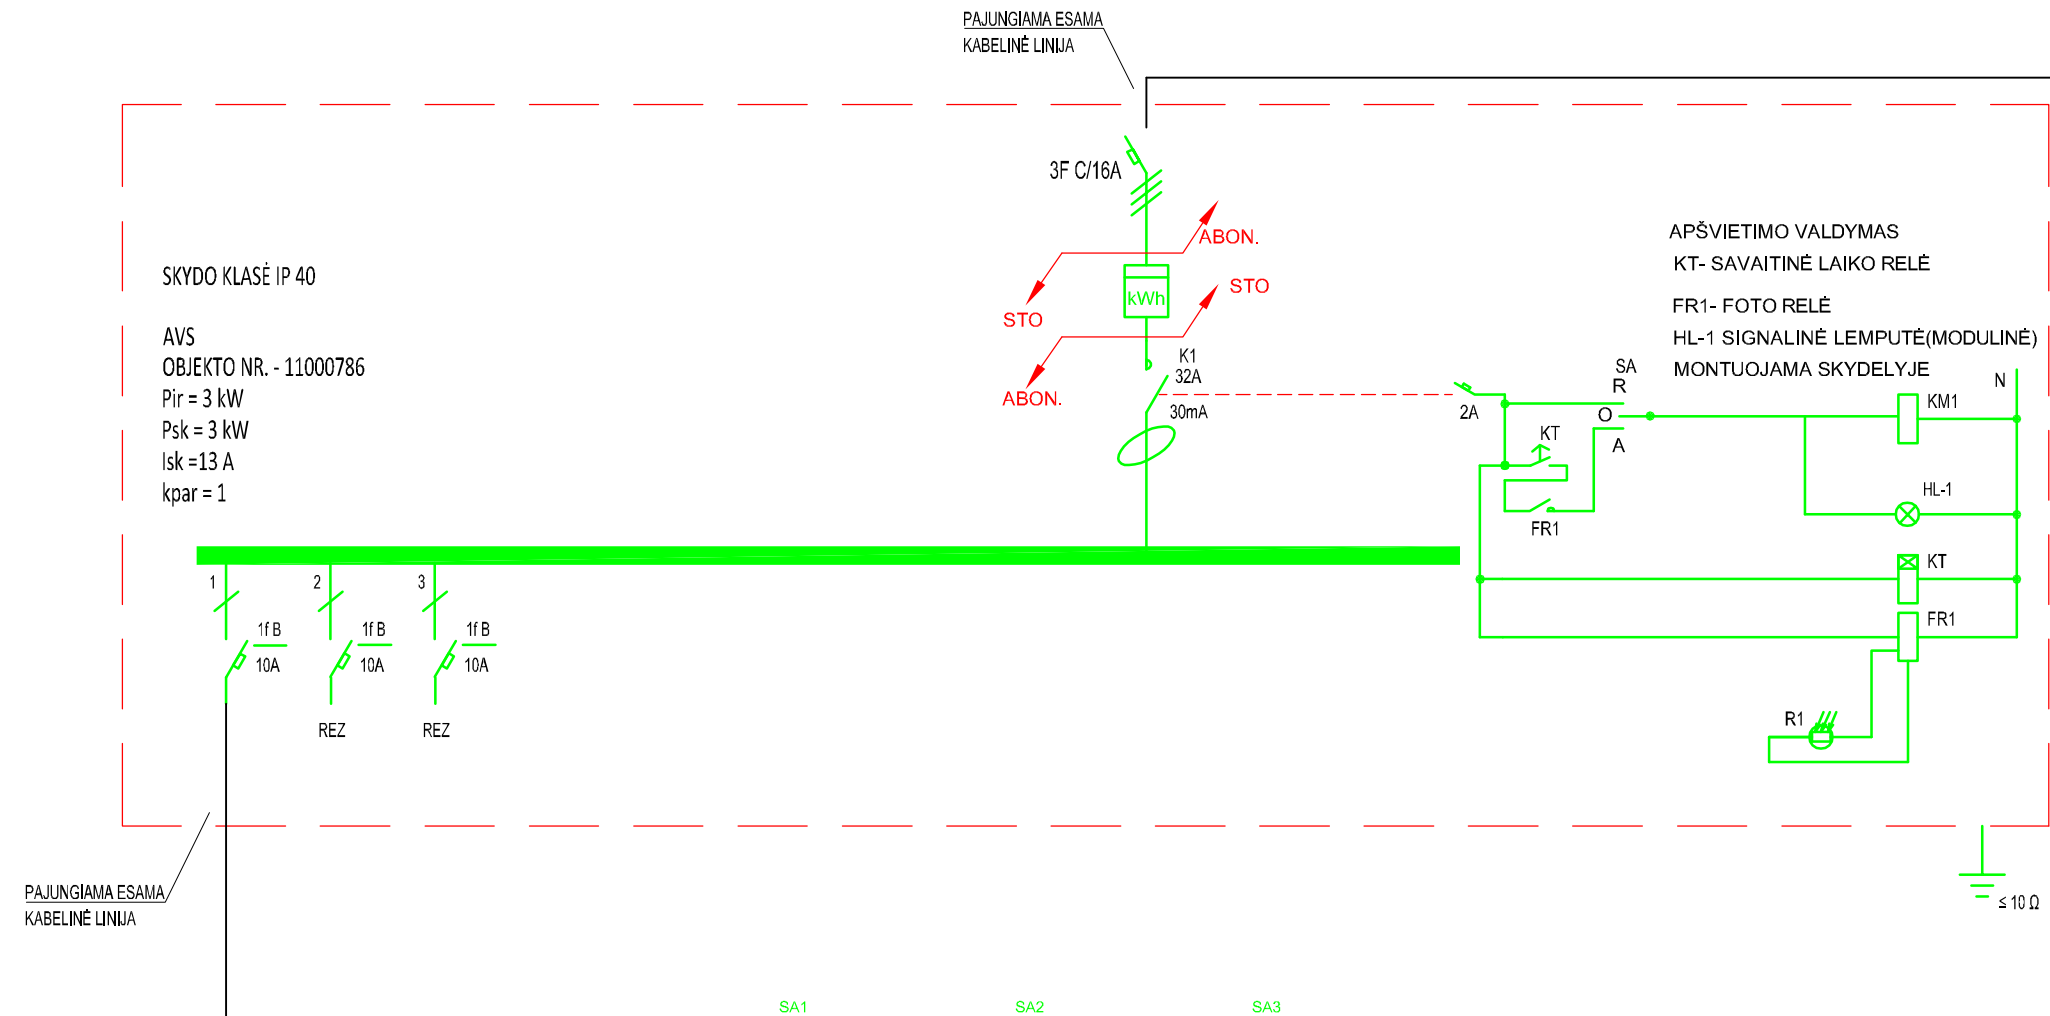 PAJUNGIAMA ESAMA
KABELINĖ LINIJA
3F C/16A
ABON.
STO
kWh
STO
ABON.
K1
32A
30mA
SKYDO KLASĖ IP 40
AVS
OBJEKTO NR. - 11000786
Pir = 3 kW
Psk = 3 kW
Isk =13 A
kpar = 1
APŠVIETIMO VALDYMAS
KT- SAVAITINĖ LAIKO RELĖ
FR1- FOTO RELĖ
HL-1 SIGNALINĖ LEMPUTĖ(MODULINĖ)
MONTUOJAMA SKYDELYJE
SA
R
O
A
2A
KT
FR1
N
KM1
HL-1
KT
FR1
R1
1
2
3
1f B
10A
1f B
10A
1f B
10A
REZ
REZ
PAJUNGIAMA ESAMA
KABELINĖ LINIJA
≤ 10 Ω
SA1
SA2
SA3